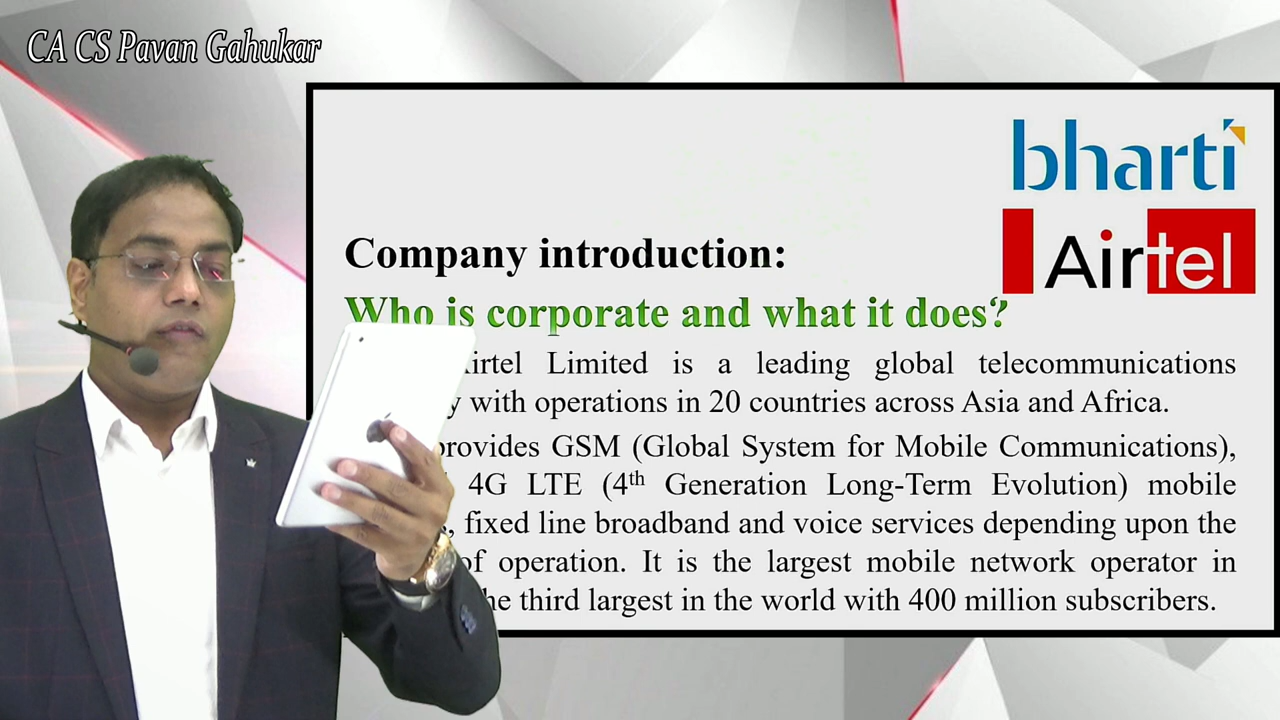 CA CS Pavan Gahukar
bharti
Airtel
Company introduction:
Who is corporate and what it does?
Airtel Limited is a leading global telecommunications
with operations in 20 countries across Asia and Africa.
provides GSM (Global System for Mobile Communications),
4G LTE (4th Generation Long-Term Evolution) mobile
fixed line broadband and voice services depending upon the
of operation. It is the largest mobile network operator in
the third largest in the world with 400 million subscribers.